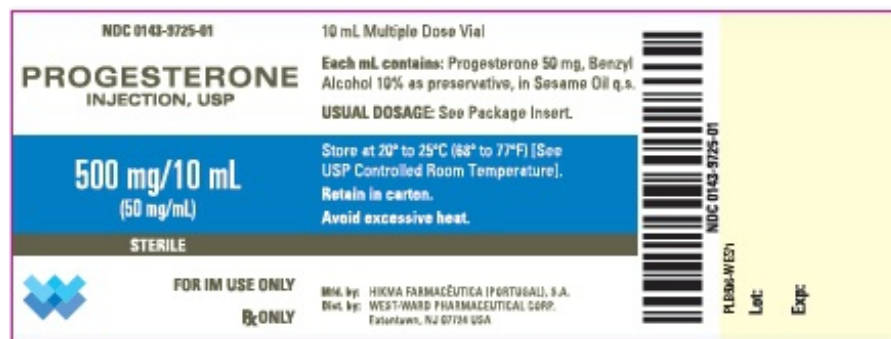 NDC 0143-9725-01
PROGESTERONE
INJECTION, USP
500 mg/10 mL
(50 mg/mL)
STERILE
FOR IM USE ONLY
℞ ONLY
10 mL Multiple Dose Vial
Each mL contains: Progesterone 50 mg, Benzyl
Alcohol 10% as preservative, in Sesame Oil q.s.
USUAL DOSAGE: See Package Insert.
Store at 20° to 25°C (68° to 77°F) [See
USP Controlled Room Temperature].
Retain in carton.
Avoid excessive heat.
Mfd. by: HIKMA FARMACÊUTICA (PORTUGAL), S.A.
Dist. by: WEST-WARD PHARMACEUTICAL CORP.
Eatontown, NJ 07724 USA
NDC 0143-9725-01
Lot:
Exp: